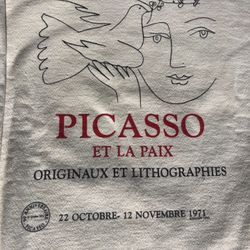 PICASSO
ET LA PAIX
ORIGINAUX ET LITHOGRAPHIES
22 OCTOBRE- 12 NOVEMBRE 1971